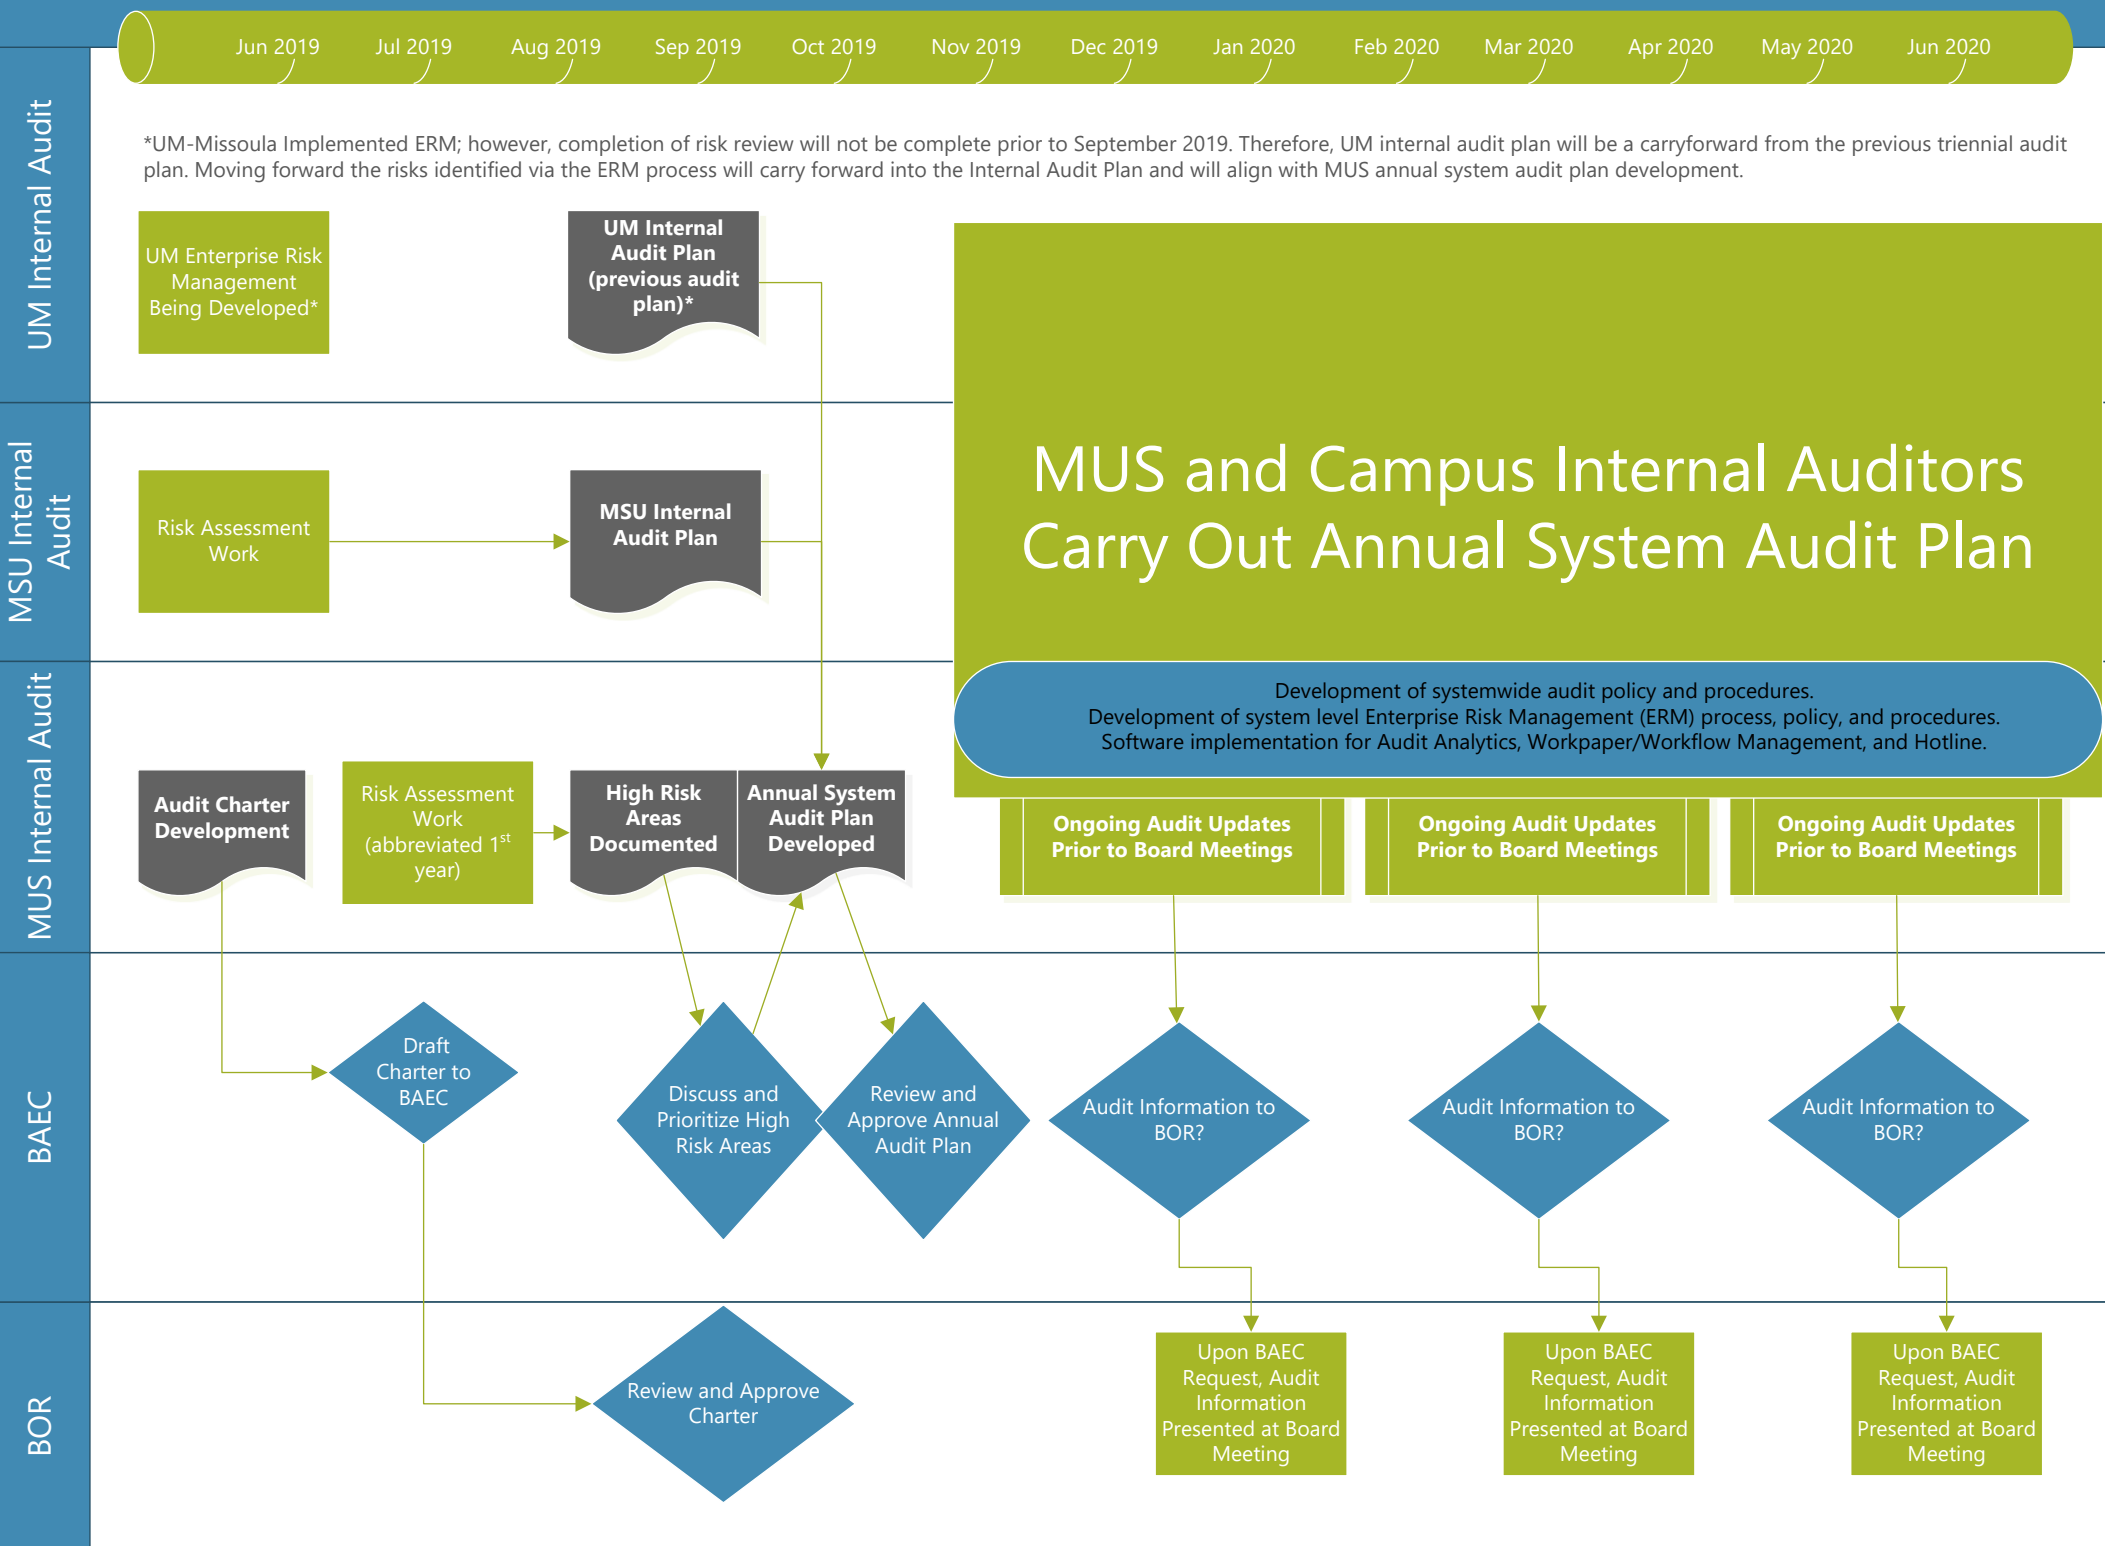 Jun 2019
Jul 2019
Aug 2019
Sep 2019
Oct 2019
Nov 2019
Dec 2019
Jan 2020
Feb 2020
Mar 2020
Apr 2020
May 2020
Jun 2020
UM Internal Audit
*UM-Missoula Implemented ERM; however, completion of risk review will not be complete prior to September 2019. Therefore, UM internal audit plan will be a carryforward from the previous triennial audit
plan. Moving forward the risks identified via the ERM process will carry forward into the Internal Audit Plan and will align with MUS annual system audit plan development.
UM Enterprise Risk
Management
Being Developed*
UM Internal
Audit Plan
(previous audit
plan)*
MUS and Campus Internal Auditors
Carry Out Annual System Audit Plan
MSU Internal
Audit
Risk Assessment
Work
MSU Internal
Audit Plan
MUS Internal Audit
Development of systemwide audit policy and procedures.
Development of system level Enterprise Risk Management (ERM) process, policy, and procedures.
Software implementation for Audit Analytics, Workpaper/Workflow Management, and Hotline.
Audit Charter
Development
Risk Assessment
Work
(abbreviated 1st
year)
High Risk
Areas
Documented
Annual System
Audit Plan
Developed
Ongoing Audit Updates
Prior to Board Meetings
Ongoing Audit Updates
Prior to Board Meetings
Ongoing Audit Updates
Prior to Board Meetings
BAEC
Draft
Charter to
BAEC
Discuss and
Prioritize High
Risk Areas
Review and
Approve Annual
Audit Plan
Audit Information to
BOR?
Audit Information to
BOR?
Audit Information to
BOR?
BOR
Review and Approve
Charter
Upon BAEC
Request, Audit
Information
Presented at Board
Meeting
Upon BAEC
Request, Audit
Information
Presented at Board
Meeting
Upon BAEC
Request, Audit
Information
Presented at Board
Meeting